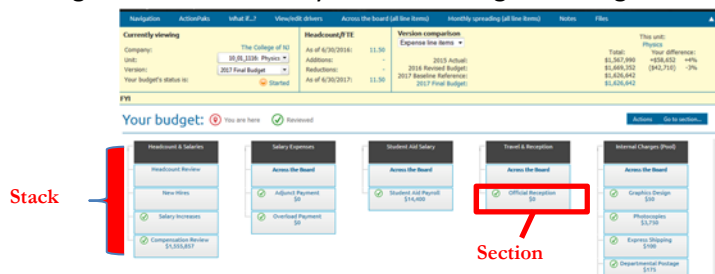 Navigation ActionPaks What if...? View/edit drivers Across the board (all line items) Monthly spreading (all line items) Notes Files
Currently viewing
Company: The College of NJ
Unit: 10_01_1116: Physics
Version: 2017 Final Budget
Your budget's status is: Started
Headcount/FTE
As of 6/30/2016: 11.50
Additions: -
Reductions: -
As of 6/30/2017: 11.50
Version comparison
Expense line items
This unit:
Physics
Total: Your difference:
2015 Actual: $1,567,990 +$58,652 +4%
2016 Revised Budget: $1,669,352 ($42,710) -3%
2017 Baseline Reference: $1,626,642
2017 Final Budget: $1,626,642
FYI
Your budget: You are here Reviewed
Actions Go to section...
Headcount & Salaries Salary Expenses Student Aid Salary Travel & Reception Internal Charges (Pool)
Headcount Review Across the Board Across the Board Across the Board Across the Board
New Hires Adjunct Payment Student Aid Payroll Official Reception Graphics Design
$0 $14,400 $0 $50
Salary Increases Overload Payment Photocopies
$0 $3,750
Compensation Review Express Shipping
$1,553,857 $100
Departmental Postage
$175
Stack
Section